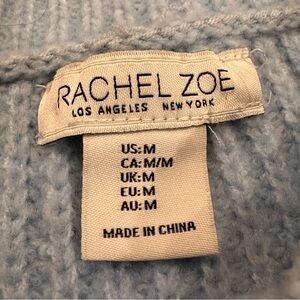 RACHEL ZOE
LOS ANGELES NEW YORK
US: M
CA: M/M
UK: M
EU: M
AU: M
MADE IN CHINA